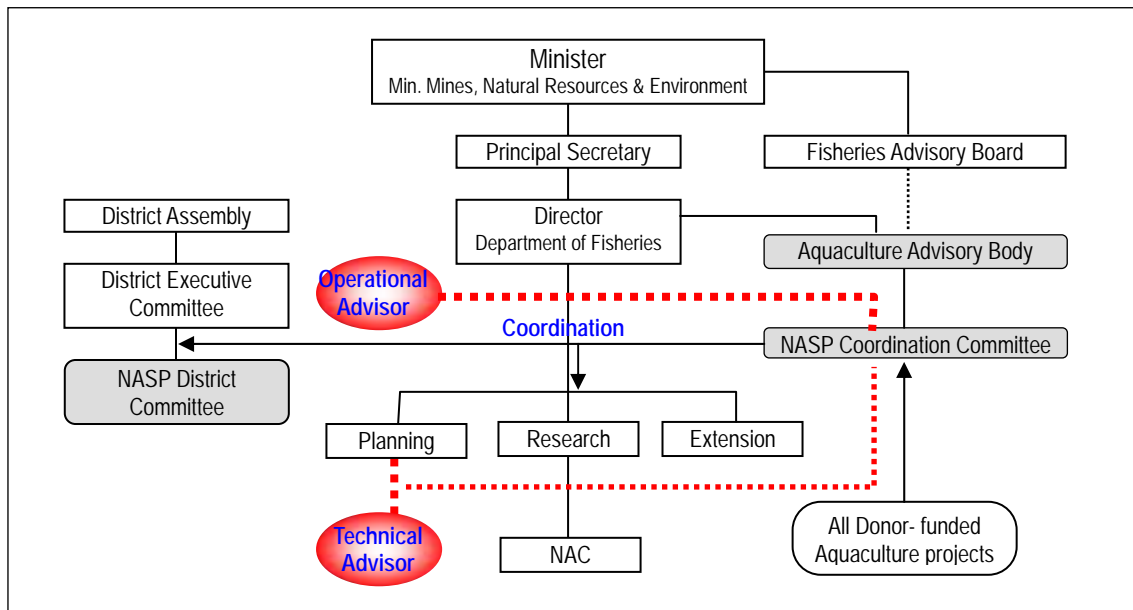 Minister
Min. Mines, Natural Resources & Environment
Principal Secretary
Fisheries Advisory Board
District Assembly
Director
Department of Fisheries
Aquaculture Advisory Body
District Executive
Committee
Operational
Advisor
Coordination
NASP Coordination Committee
NASP District
Committee
Planning
Research
Extension
Technical
Advisor
NAC
All Donor- funded
Aquaculture projects